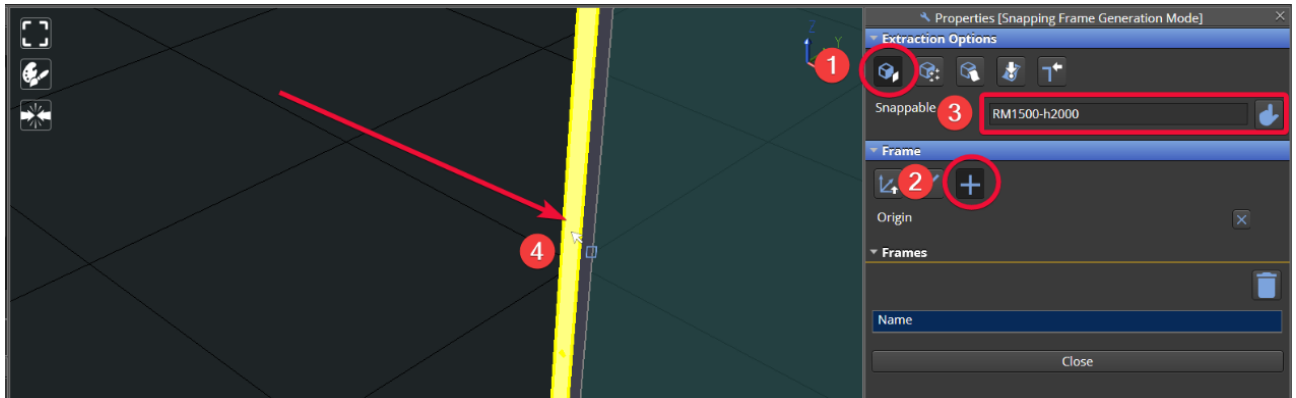 Properties [Snapping Frame Generation Mode]
Extraction Options
Z
Y
1
Snappable
3
RM1500-h2000
Frame
2
Origin
4
Frames
Name
Close